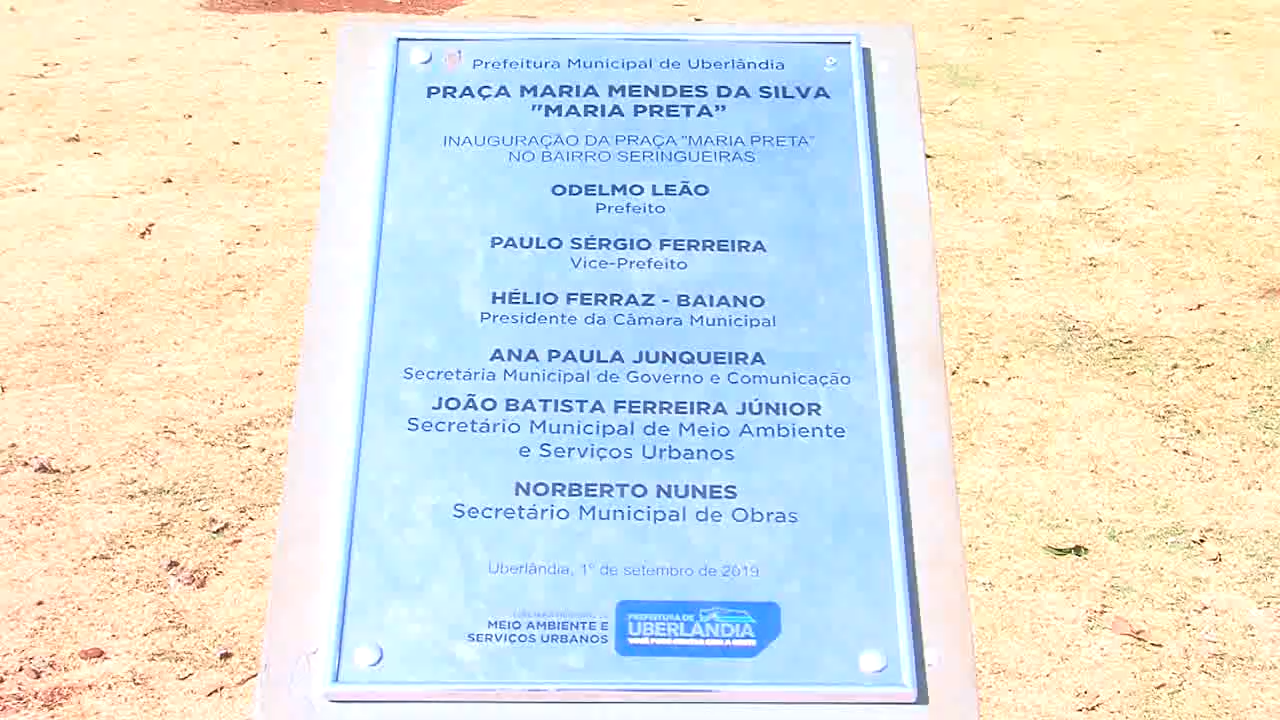 Prefeitura Municipal de Uberlândia
PRAÇA MARIA MENDES DA SILVA
"MARIA PRETA”
INAUGURAÇÃO DA PRAÇA "MARIA PRETA"
NO BAIRRO SERINGUEIRAS
ODELMO LEÃO
Prefeito
PAULO SÉRGIO FERREIRA
Vice-Prefeito
HÉLIO FERRAZ - BAIANO
Presidente da Câmara Municipal
ANA PAULA JUNQUEIRA
Secretária Municipal de Governo e Comunicação
JOÃO BATISTA FERREIRA JÚNIOR
Secretário Municipal de Meio Ambiente
e Serviços Urbanos
NORBERTO NUNES
Secretário Municipal de Obras
Uberlândia, 1º de setembro de 2019
MEIO AMBIENTE E
SERVIÇOS URBANOS
PREFEITURA DE
UBERLÂNDIA